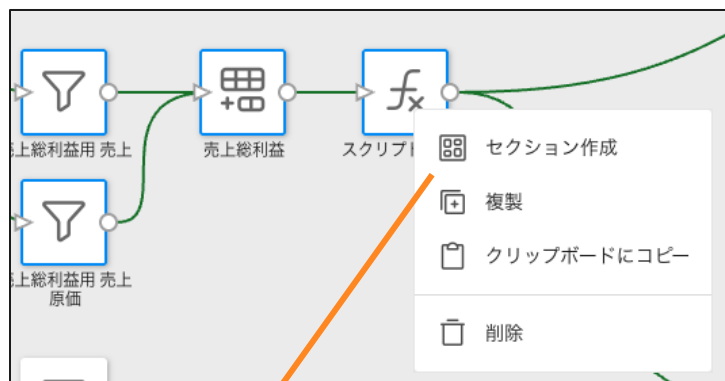 上総利益用 売上
売上総利益
スクリプト
セクション作成
複製
クリップボードにコピー
削除
上総利益用 売上
原価